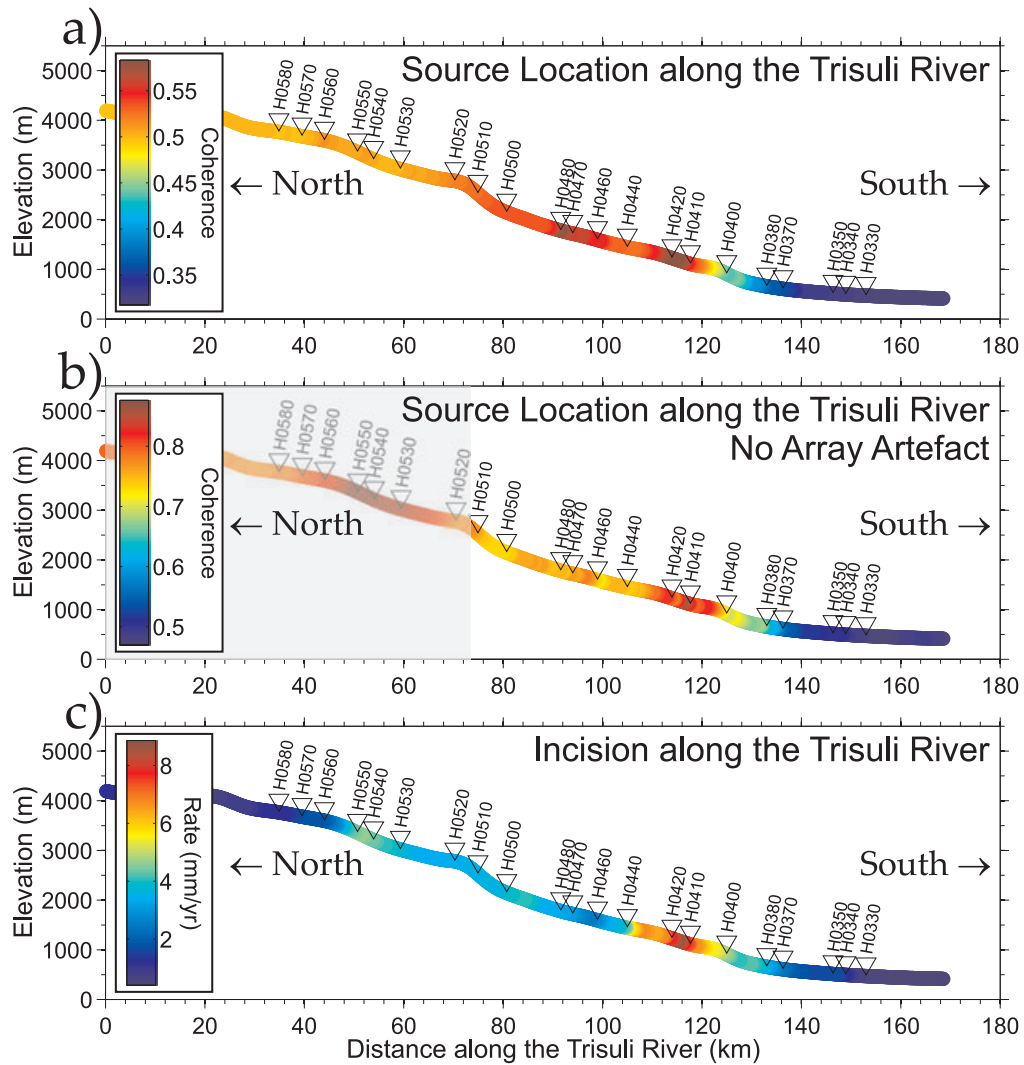 a)
Source Location along the Trisuli River
Elevation (m)
5000
4000
3000
2000
1000
0
Coherence
0.55
0.5
0.45
0.4
0.35
← North
South →
H0580
H0570
H0560
H0550
H0540
H0530
H0520
H0510
H0500
H0480
H0470
H0460
H0440
H0420
H0410
H0400
H0380
H0370
H0350
H0340
H0330
0 20 40 60 80 100 120 140 160 180
b)
Source Location along the Trisuli River
No Array Artefact
Elevation (m)
5000
4000
3000
2000
1000
0
Coherence
0.8
0.7
0.6
0.5
← North
South →
H0580
H0570
H0560
H0550
H0540
H0530
H0520
H0510
H0500
H0480
H0470
H0460
H0440
H0420
H0410
H0400
H0380
H0370
H0350
H0340
H0330
0 20 40 60 80 100 120 140 160 180
c)
Incision along the Trisuli River
Elevation (m)
5000
4000
3000
2000
1000
0
Rate (mm/yr)
8
6
4
2
← North
South →
H0580
H0570
H0560
H0550
H0540
H0530
H0520
H0510
H0500
H0480
H0470
H0460
H0440
H0420
H0410
H0400
H0380
H0370
H0350
H0340
H0330
0 20 40 60 80 100 120 140 160 180
Distance along the Trisuli River (km)